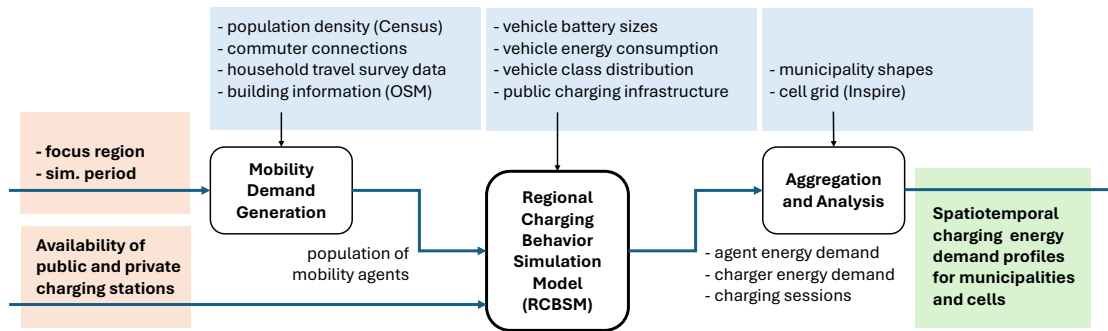 - population density (Census)
- commuter connections
- household travel survey data
- building information (OSM)
- vehicle battery sizes
- vehicle energy consumption
- vehicle class distribution
- public charging infrastructure
- municipality shapes
- cell grid (Inspire)
- focus region
- sim. period
Mobility
Demand
Generation
Regional
Charging
Behavior
Simulation
Model
(RCBSM)
Aggregation
and Analysis
Availability of
public and private
charging stations
population of
mobility agents
- agent energy demand
- charger energy demand
- charging sessions
Spatiotemporal
charging energy
demand profiles
for municipalities
and cells